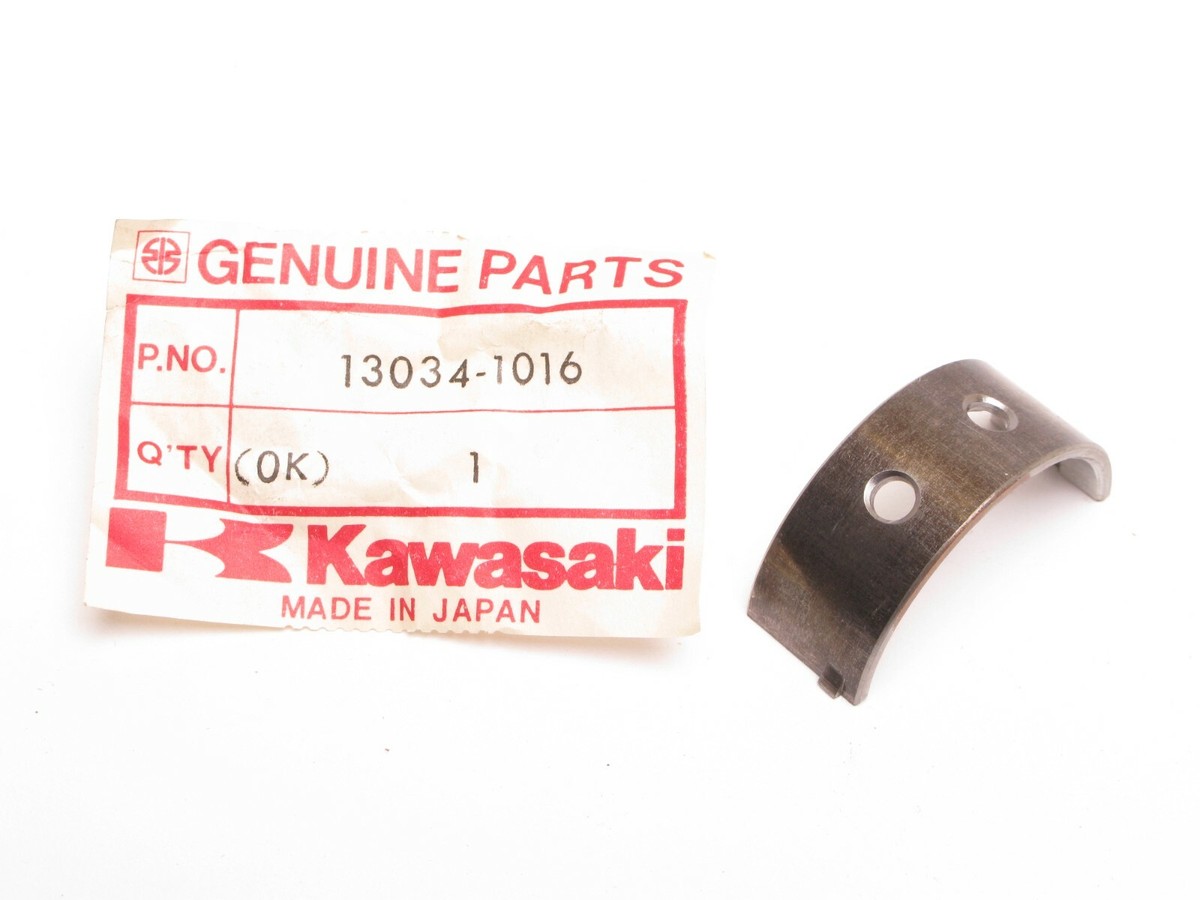 GENUINE PARTS
P.NO. 13034-1016
Q'TY (OK) 1
Kawasaki
MADE IN JAPAN